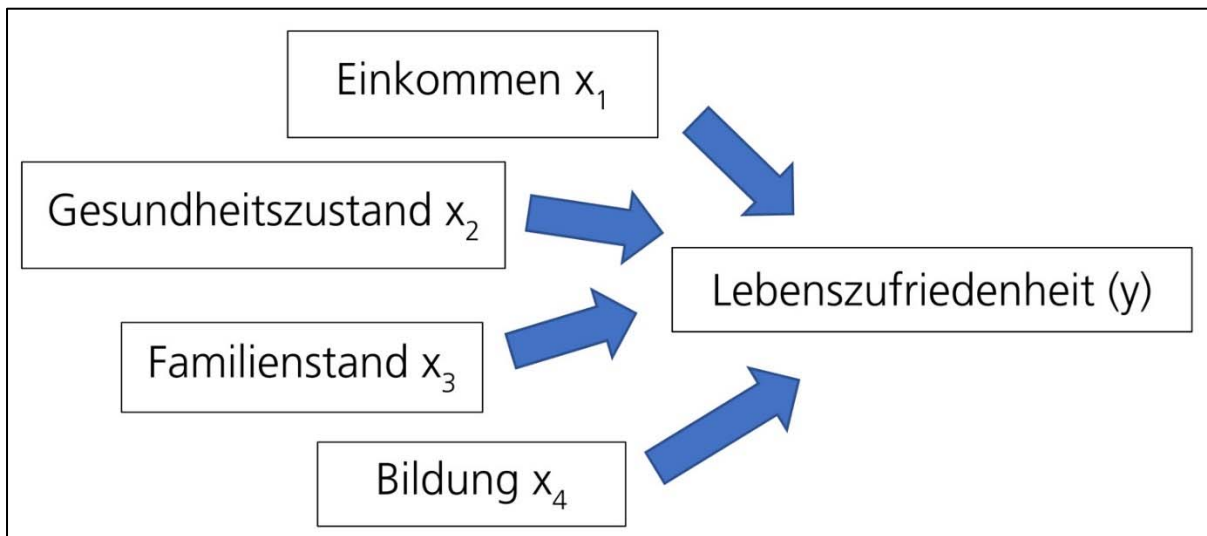 Einkommen x₁
Gesundheitszustand x₂
Lebenszufriedenheit (y)
Familienstand x₃
Bildung x₄